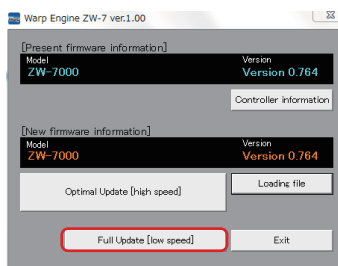 Warp Engine ZW-7 ver.1.00
[Present firmware information]
Model Version
ZW-7000 Version 0.764
Controller information
[New firmware information]
Model Version
ZW-7000 Version 0.764
Optimal Update [high speed] Loading file
Full Update [low speed] Exit